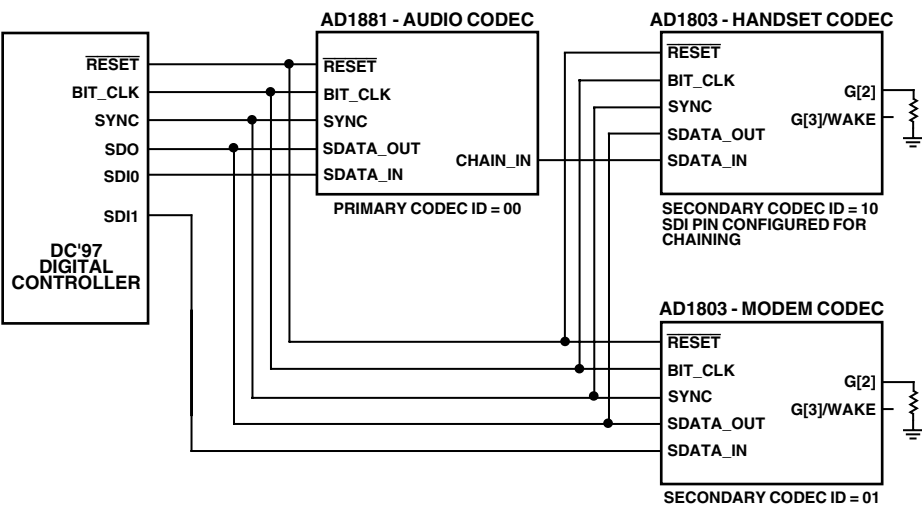 DC'97
DIGITAL
CONTROLLER
RESET
BIT_CLK
SYNC
SDO
SDI0
SDI1
AD1881 - AUDIO CODEC
RESET
BIT_CLK
SYNC
SDATA_OUT
SDATA_IN
CHAIN_IN
PRIMARY CODEC ID = 00
AD1803 - HANDSET CODEC
RESET
BIT_CLK
SYNC
SDATA_OUT
SDATA_IN
G[2]
G[3]/WAKE
SECONDARY CODEC ID = 10
SDI PIN CONFIGURED FOR
CHAINING
AD1803 - MODEM CODEC
RESET
BIT_CLK
SYNC
SDATA_OUT
SDATA_IN
G[2]
G[3]/WAKE
SECONDARY CODEC ID = 01